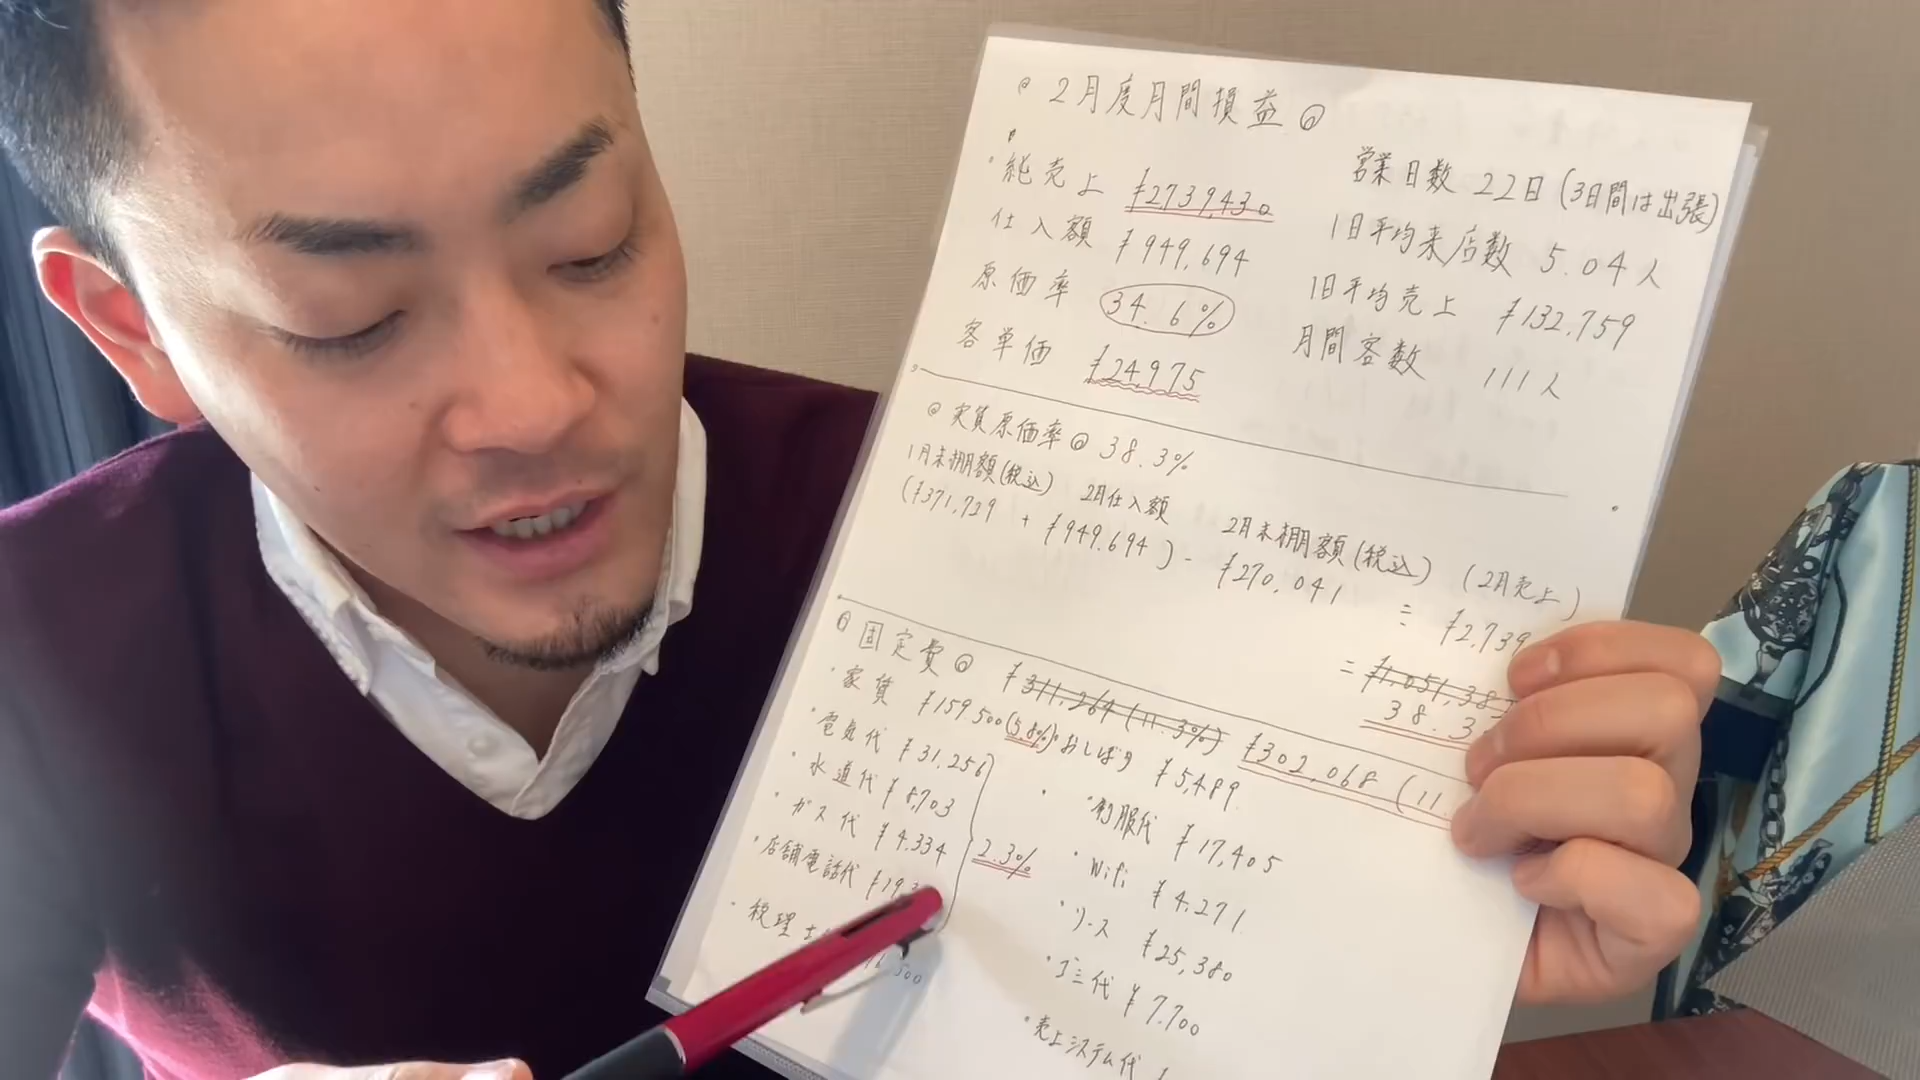 ◎ 2月度月間損益 ◎
・純売上 ¥2,739,430
仕入額 ¥949,694
原価率 34.6%
客単価 ¥24,975
営業日数 22日(3日間は出張)
1日平均来店数 5.04人
1日平均売上 ¥132,759
月間客数 111人
◎ 実質原価率 ◎ 38.3%
1月末棚額(税込) 2月仕入額 2月末棚額(税込) (2月売上)
(¥371,729 + ¥949,694) - ¥270,041 ÷ ¥2,739
= ¥1,051,38
38.3
◎ 固定費 ◎ ¥311,264(11.3%) ¥302,068(11.
・家賃 ¥159,500(5.8%)
・電気代 ¥31,256
・水道代 ¥8,703
・ガス代 ¥4,334
・店舗電話代 ¥19,
・税理士
2.3%
・おしぼり ¥5,489
・制服代 ¥17,405
・Wifi ¥4,271
・リース ¥25,380
・ゴミ代 ¥7,700
・売上システム代